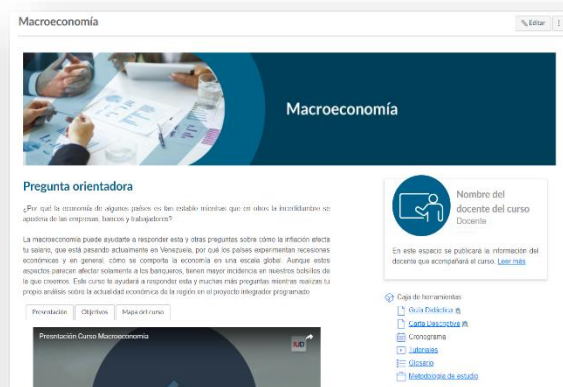 Macroeconomía
Editar
Macroeconomía
Pregunta orientadora
¿Por qué la economía de algunos países es tan estable mientras que en otros la incertidumbre se
apodera de las empresas, bancos y trabajadores?
La macroeconomía puede ayudarte a responder esta y otras preguntas sobre cómo la inflación afecta
tu salario, que está pasando actualmente en Venezuela, por qué los países experimentan recesiones
económicas y en general, cómo se comporta la economía en una escala global. Aunque estos
aspectos parecen afectar solamente a los banqueros, tienen mayor incidencia en nuestros bolsillos de
la que creemos. Este curso te ayudará a responder esta y muchas más preguntas mientras realizas tu
propio análisis sobre la actualidad económica de la región en el proyecto integrador programado
Presentación
Objetivos
Mapa del curso
Presntación Curso Macroeconomía
IUD
Nombre del
docente del curso
Docente
En este espacio se publicará la información del
docente que acompañará el curso. Leer más
Caja de herramientas
Guía Didáctica
Carta Descriptiva
Cronograma
Tutoriales
Glosario
Metodología de estudio